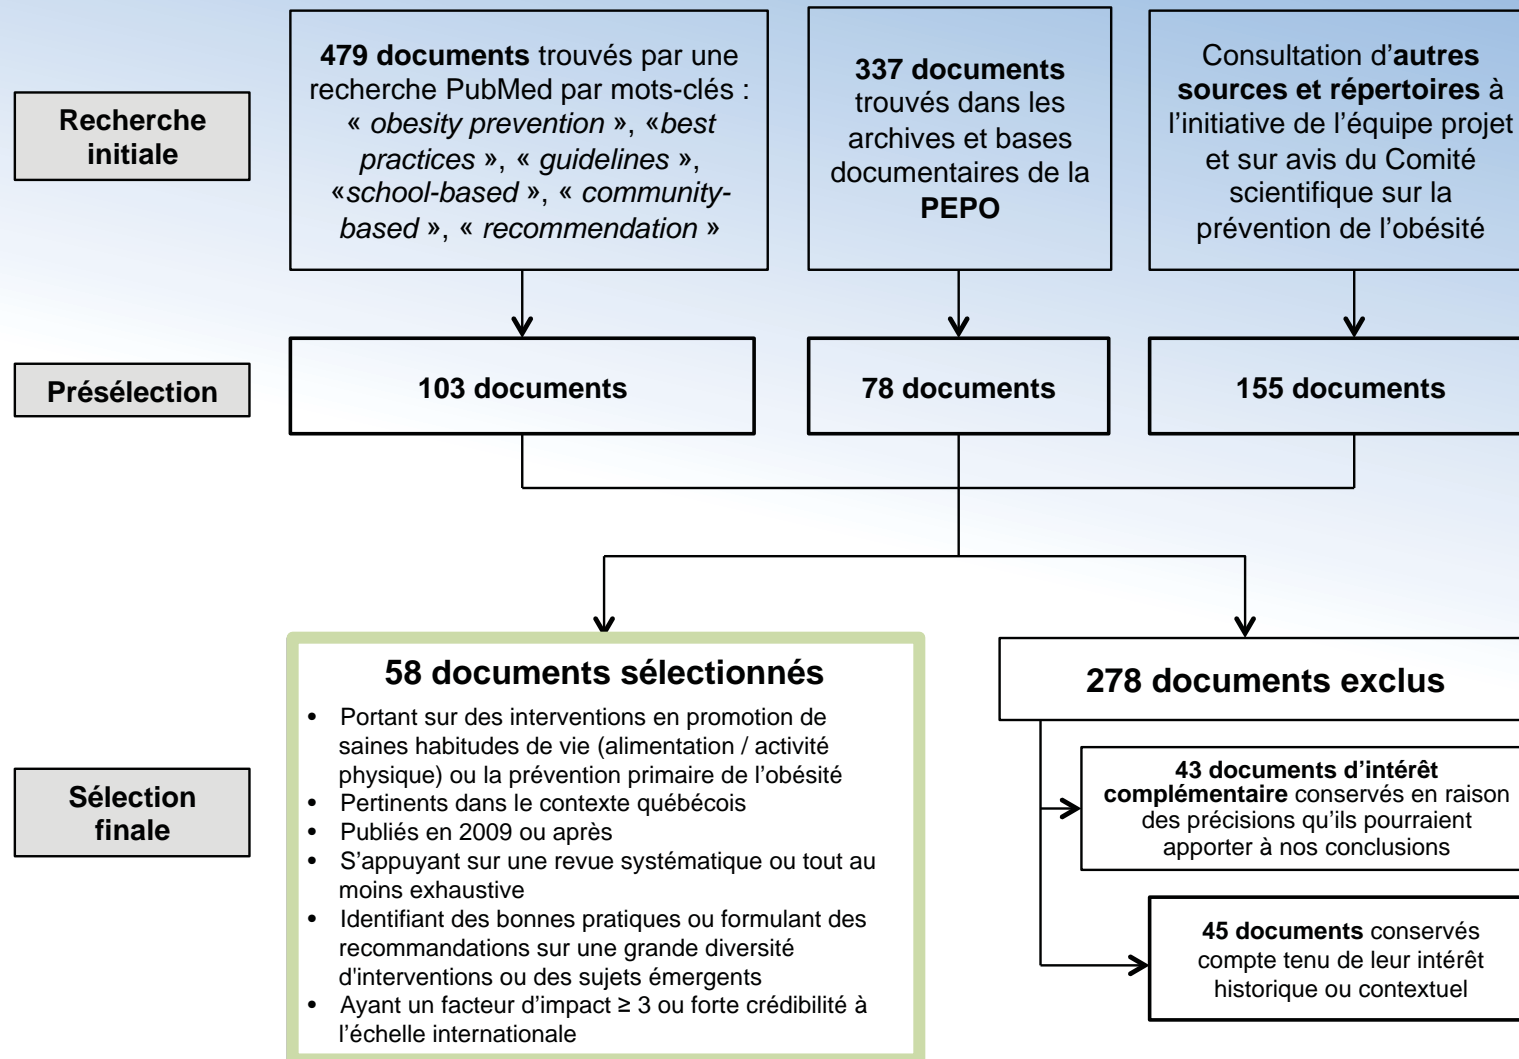 Recherche
initiale
479 documents trouvés par une
recherche PubMed par mots-clés :
« obesity prevention », «best
practices », « guidelines »,
«school-based », « community-
based », « recommendation »
337 documents
trouvés dans les
archives et bases
documentaires de la
PEPO
Consultation d’autres
sources et répertoires à
l’initiative de l’équipe projet
et sur avis du Comité
scientifique sur la
prévention de l’obésité
Présélection
103 documents
78 documents
155 documents
Sélection
finale
58 documents sélectionnés
• Portant sur des interventions en promotion de
saines habitudes de vie (alimentation / activité
physique) ou la prévention primaire de l’obésité
• Pertinents dans le contexte québécois
• Publiés en 2009 ou après
• S’appuyant sur une revue systématique ou tout au
moins exhaustive
• Identifiant des bonnes pratiques ou formulant des
recommandations sur une grande diversité
d'interventions ou des sujets émergents
• Ayant un facteur d’impact ≥ 3 ou forte crédibilité à
l’échelle internationale
278 documents exclus
43 documents d’intérêt
complémentaire conservés en raison
des précisions qu’ils pourraient
apporter à nos conclusions
45 documents conservés
compte tenu de leur intérêt
historique ou contextuel